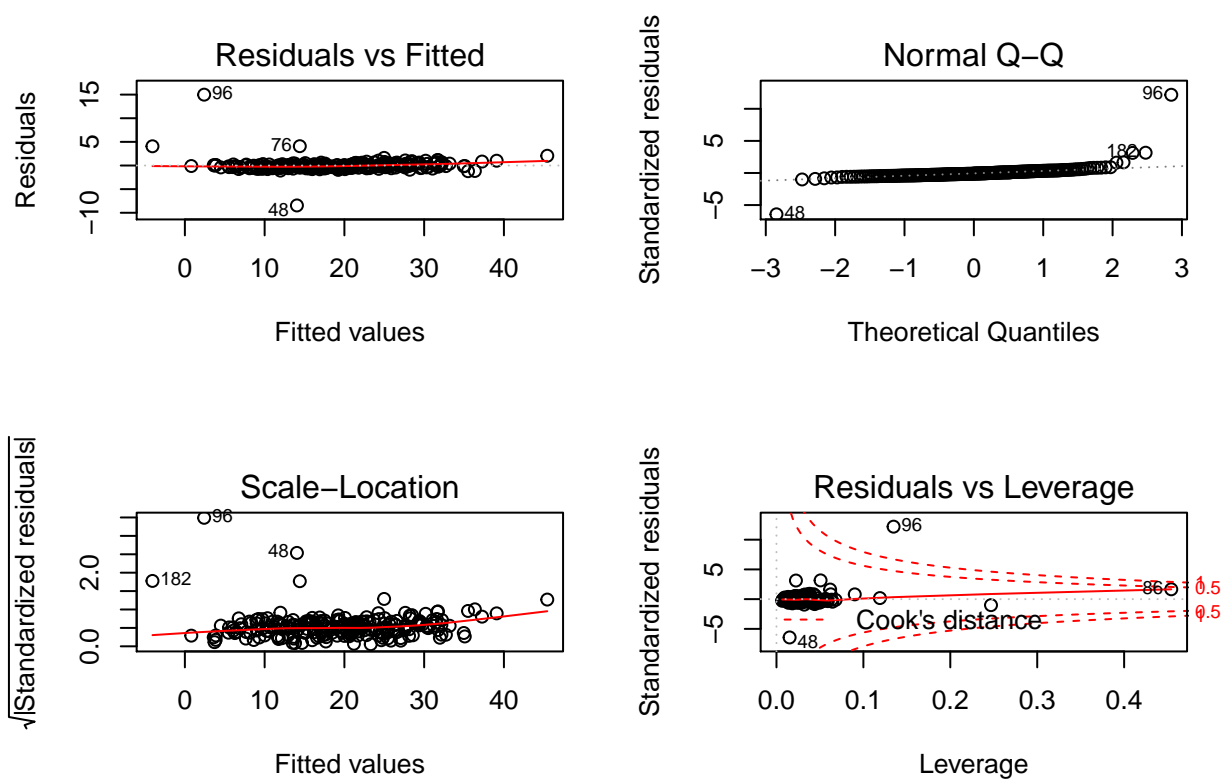 Residuals vs Fitted
Residuals
15
5
−10
96
76
48
0 10 20 30 40
Fitted values
Normal Q−Q
Standardized residuals
5
−5
96
182
48
−3 −2 −1 0 1 2 3
Theoretical Quantiles
Scale−Location
√|Standardized residuals|
2.0
0.0
96
48
182
0 10 20 30 40
Fitted values
Residuals vs Leverage
Standardized residuals
5
−5
96
86
48
Cook's distance
1
0.5
0.5
1
0.0 0.1 0.2 0.3 0.4
Leverage